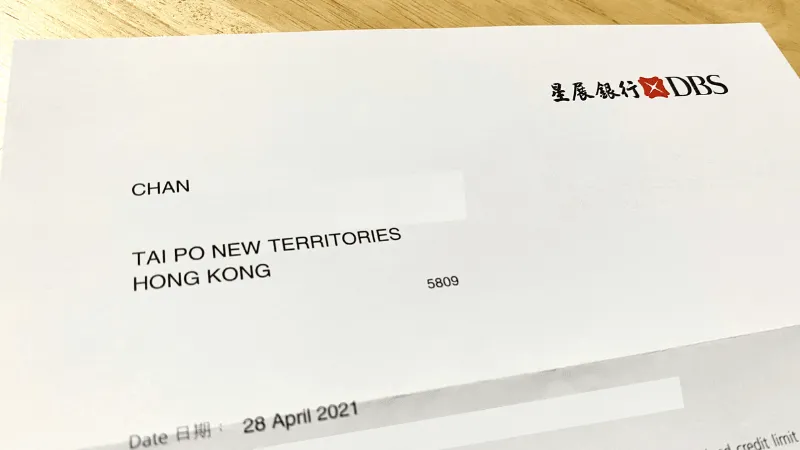 星展銀行 DBS
CHAN
TAI PO NEW TERRITORIES
HONG KONG
5809
Date 日期： 28 April 2021
credit limit